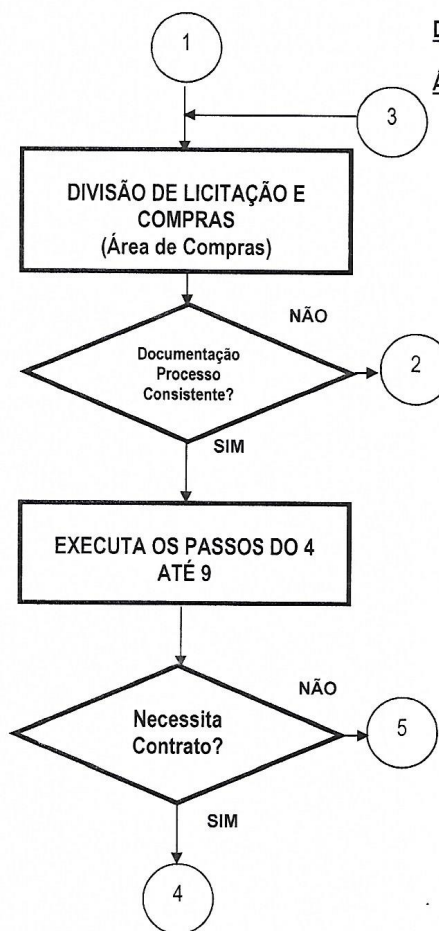 1
D
Á
3
DIVISÃO DE LICITAÇÃO E
COMPRAS
(Área de Compras)
NÃO
Documentação
Processo
Consistente?
2
SIM
EXECUTA OS PASSOS DO 4
ATÉ 9
NÃO
Necessita
Contrato?
5
SIM
4